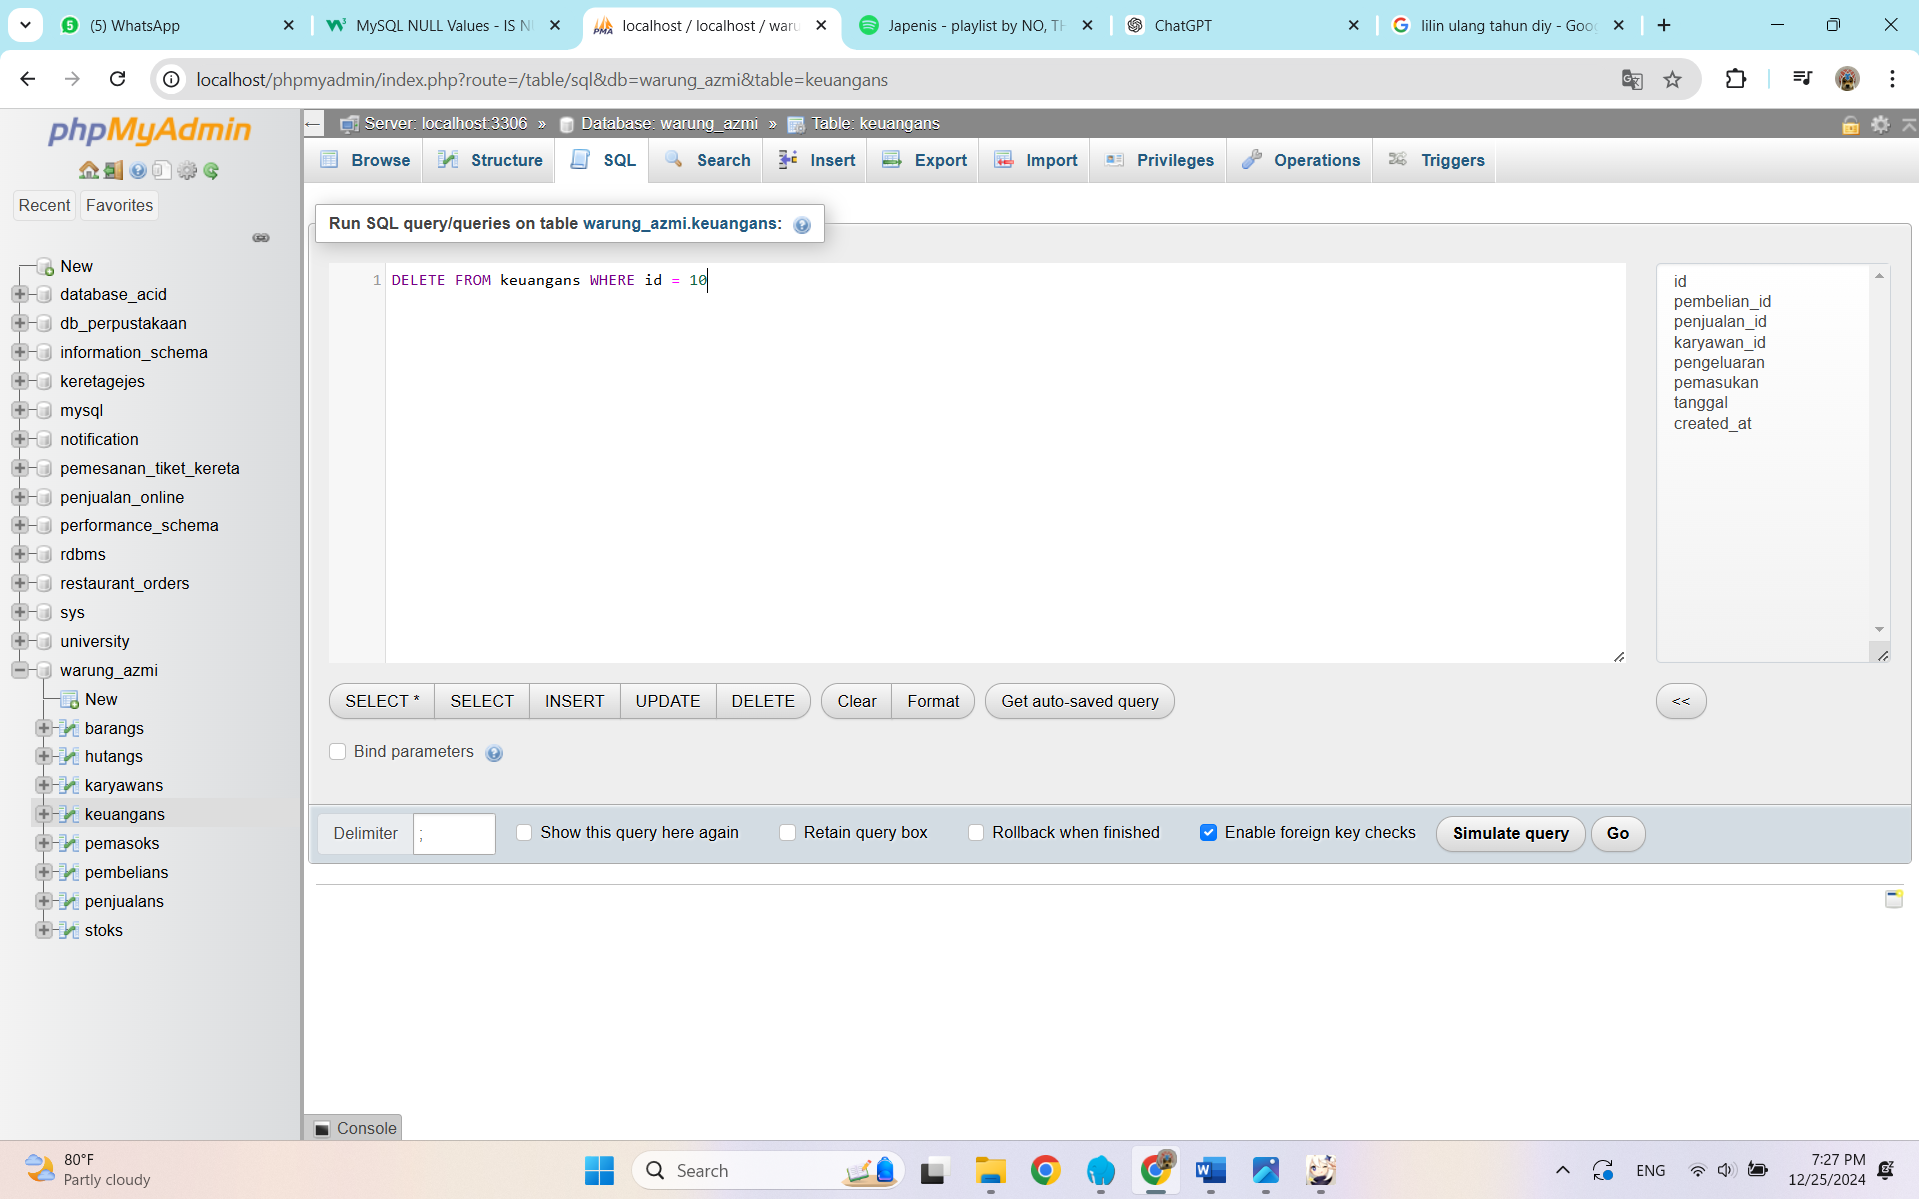 (5) WhatsApp
MySQL NULL Values - IS N
localhost / localhost / waru
Japenis - playlist by NO, TH
ChatGPT
lilin ulang tahun diy - Goo
localhost/phpmyadmin/index.php?route=/table/sql&db=warung_azmi&table=keuangans
phpMyAdmin
Recent Favorites
New
database_acid
db_perpustakaan
information_schema
keretagejes
mysql
notification
pemesanan_tiket_kereta
penjualan_online
performance_schema
rdbms
restaurant_orders
sys
university
warung_azmi
New
barangs
hutangs
karyawans
keuangans
pemasoks
pembelians
penjualans
stoks
Server: localhost:3306 » Database: warung_azmi » Table: keuangans
Browse Structure SQL Search Insert Export Import Privileges Operations Triggers
Run SQL query/queries on table warung_azmi.keuangans:
1 DELETE FROM keuangans WHERE id = 10
id
pembelian_id
penjualan_id
karyawan_id
pengeluaran
pemasukan
tanggal
created_at
SELECT * SELECT INSERT UPDATE DELETE Clear Format Get auto-saved query <<
Bind parameters
Delimiter ; Show this query here again Retain query box Rollback when finished Enable foreign key checks Simulate query Go
Console
80°F
Partly cloudy
Search
ENG
7:27 PM
12/25/2024